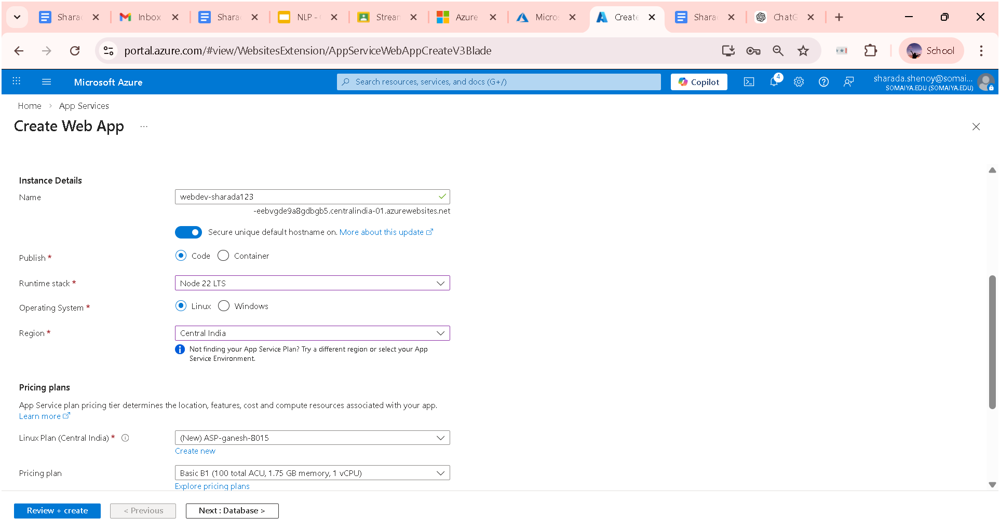 Shara
Inbox
Shara
NLP -
Strear
Azure
Micro
Create
Shara
ChatG
portal.azure.com/#view/WebsitesExtension/AppServiceWebAppCreateV3Blade
School
Microsoft Azure
Search resources, services, and docs (G+/)
Copilot
4
sharada.shenoy@somai...
SOMAIYA.EDU (SOMAIYA.EDU)
Home > App Services
Create Web App ...
Instance Details
Name
webdev-sharada123
-eebvgde9a8gdbgb5.centralindia-01.azurewebsites.net
Secure unique default hostname on. More about this update
Publish *
Code Container
Runtime stack *
Node 22 LTS
Operating System *
Linux Windows
Region *
Central India
Not finding your App Service Plan? Try a different region or select your App
Service Environment.
Pricing plans
App Service plan pricing tier determines the location, features, cost and compute resources associated with your app.
Learn more
Linux Plan (Central India) *
(New) ASP-ganesh-8015
Create new
Pricing plan
Basic B1 (100 total ACU, 1.75 GB memory, 1 vCPU)
Explore pricing plans
Review + create
< Previous
Next : Database >